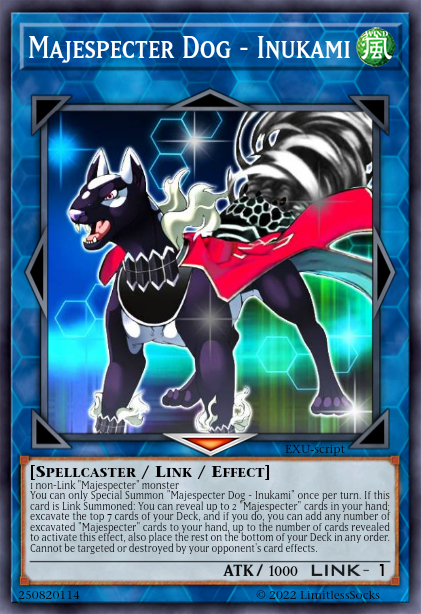 Majespecter Dog - Inukami
WIND
風
EXU-script
[Spellcaster / Link / Effect]
1 non-Link "Majespecter" monster
You can only Special Summon "Majespecter Dog - Inukami" once per turn. If this
card is Link Summoned: You can reveal up to 2 "Majespecter" cards in your hand;
excavate the top 7 cards of your Deck, and if you do, you can add any number of
excavated "Majespecter" cards to your hand, up to the number of cards revealed
to activate this effect, also place the rest on the bottom of your Deck in any order.
Cannot be targeted or destroyed by your opponent's card effects.
ATK/ 1000 LINK- 1
250820114 © 2022 LimitlessSocks